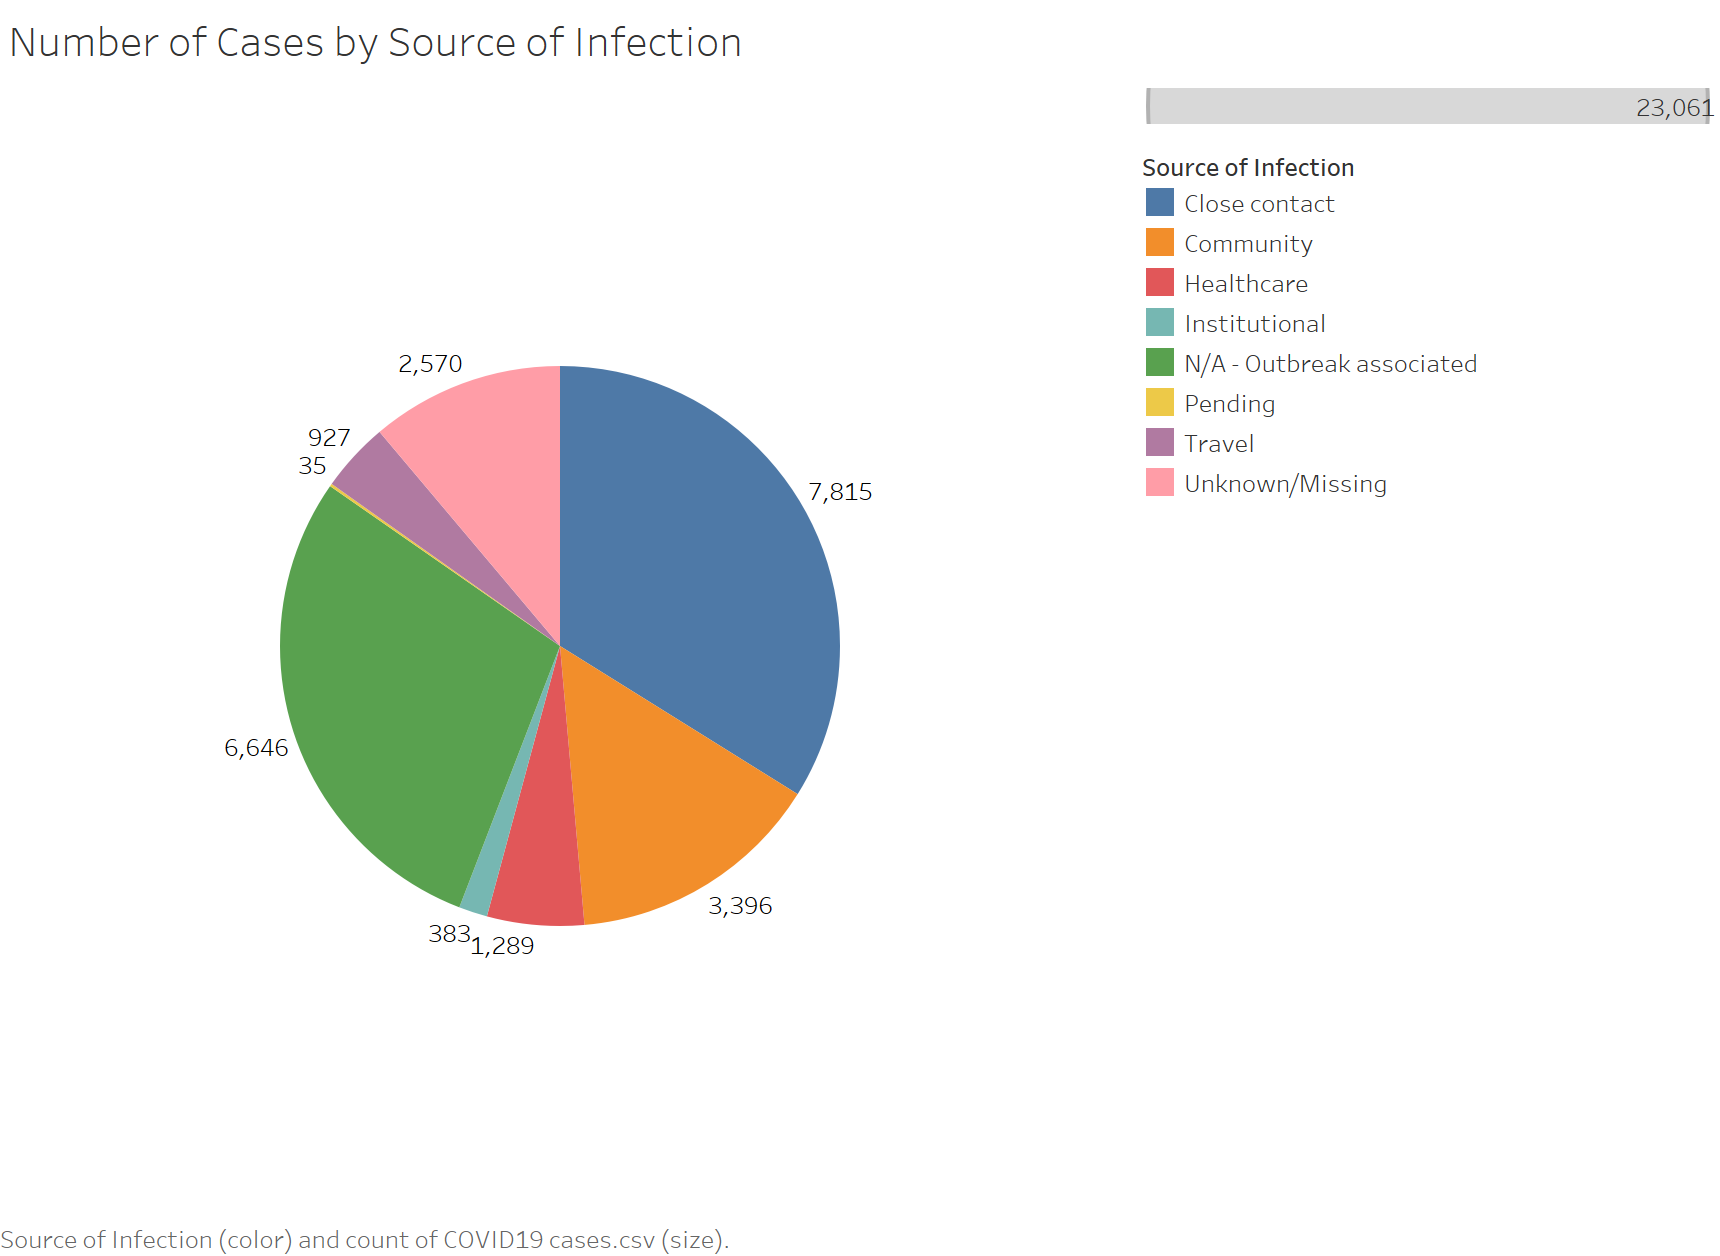 Number of Cases by Source of Infection
23,061
Source of Infection
Close contact
Community
Healthcare
Institutional
N/A - Outbreak associated
Pending
Travel
Unknown/Missing
2,570
927
35
7,815
6,646
3,396
383
1,289
Source of Infection (color) and count of COVID19 cases.csv (size).